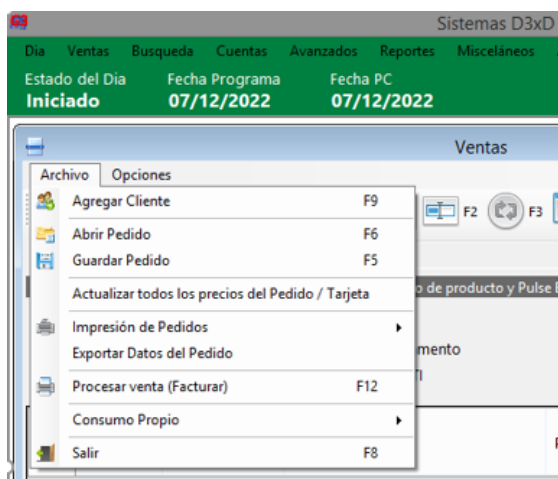 Sistemas D3xD
Dia Ventas Busqueda Cuentas Avanzados Reportes Misceláneos
Estado del Dia Fecha Programa Fecha PC
Iniciado 07/12/2022 07/12/2022
Ventas
Archivo Opciones
Agregar Cliente F9
F2 F3
Abrir Pedido F6
Guardar Pedido F5
Actualizar todos los precios del Pedido / Tarjeta
de producto y Pulse
Impresión de Pedidos
mento
Exportar Datos del Pedido
Procesar venta (Facturar) F12
Consumo Propio
Salir F8